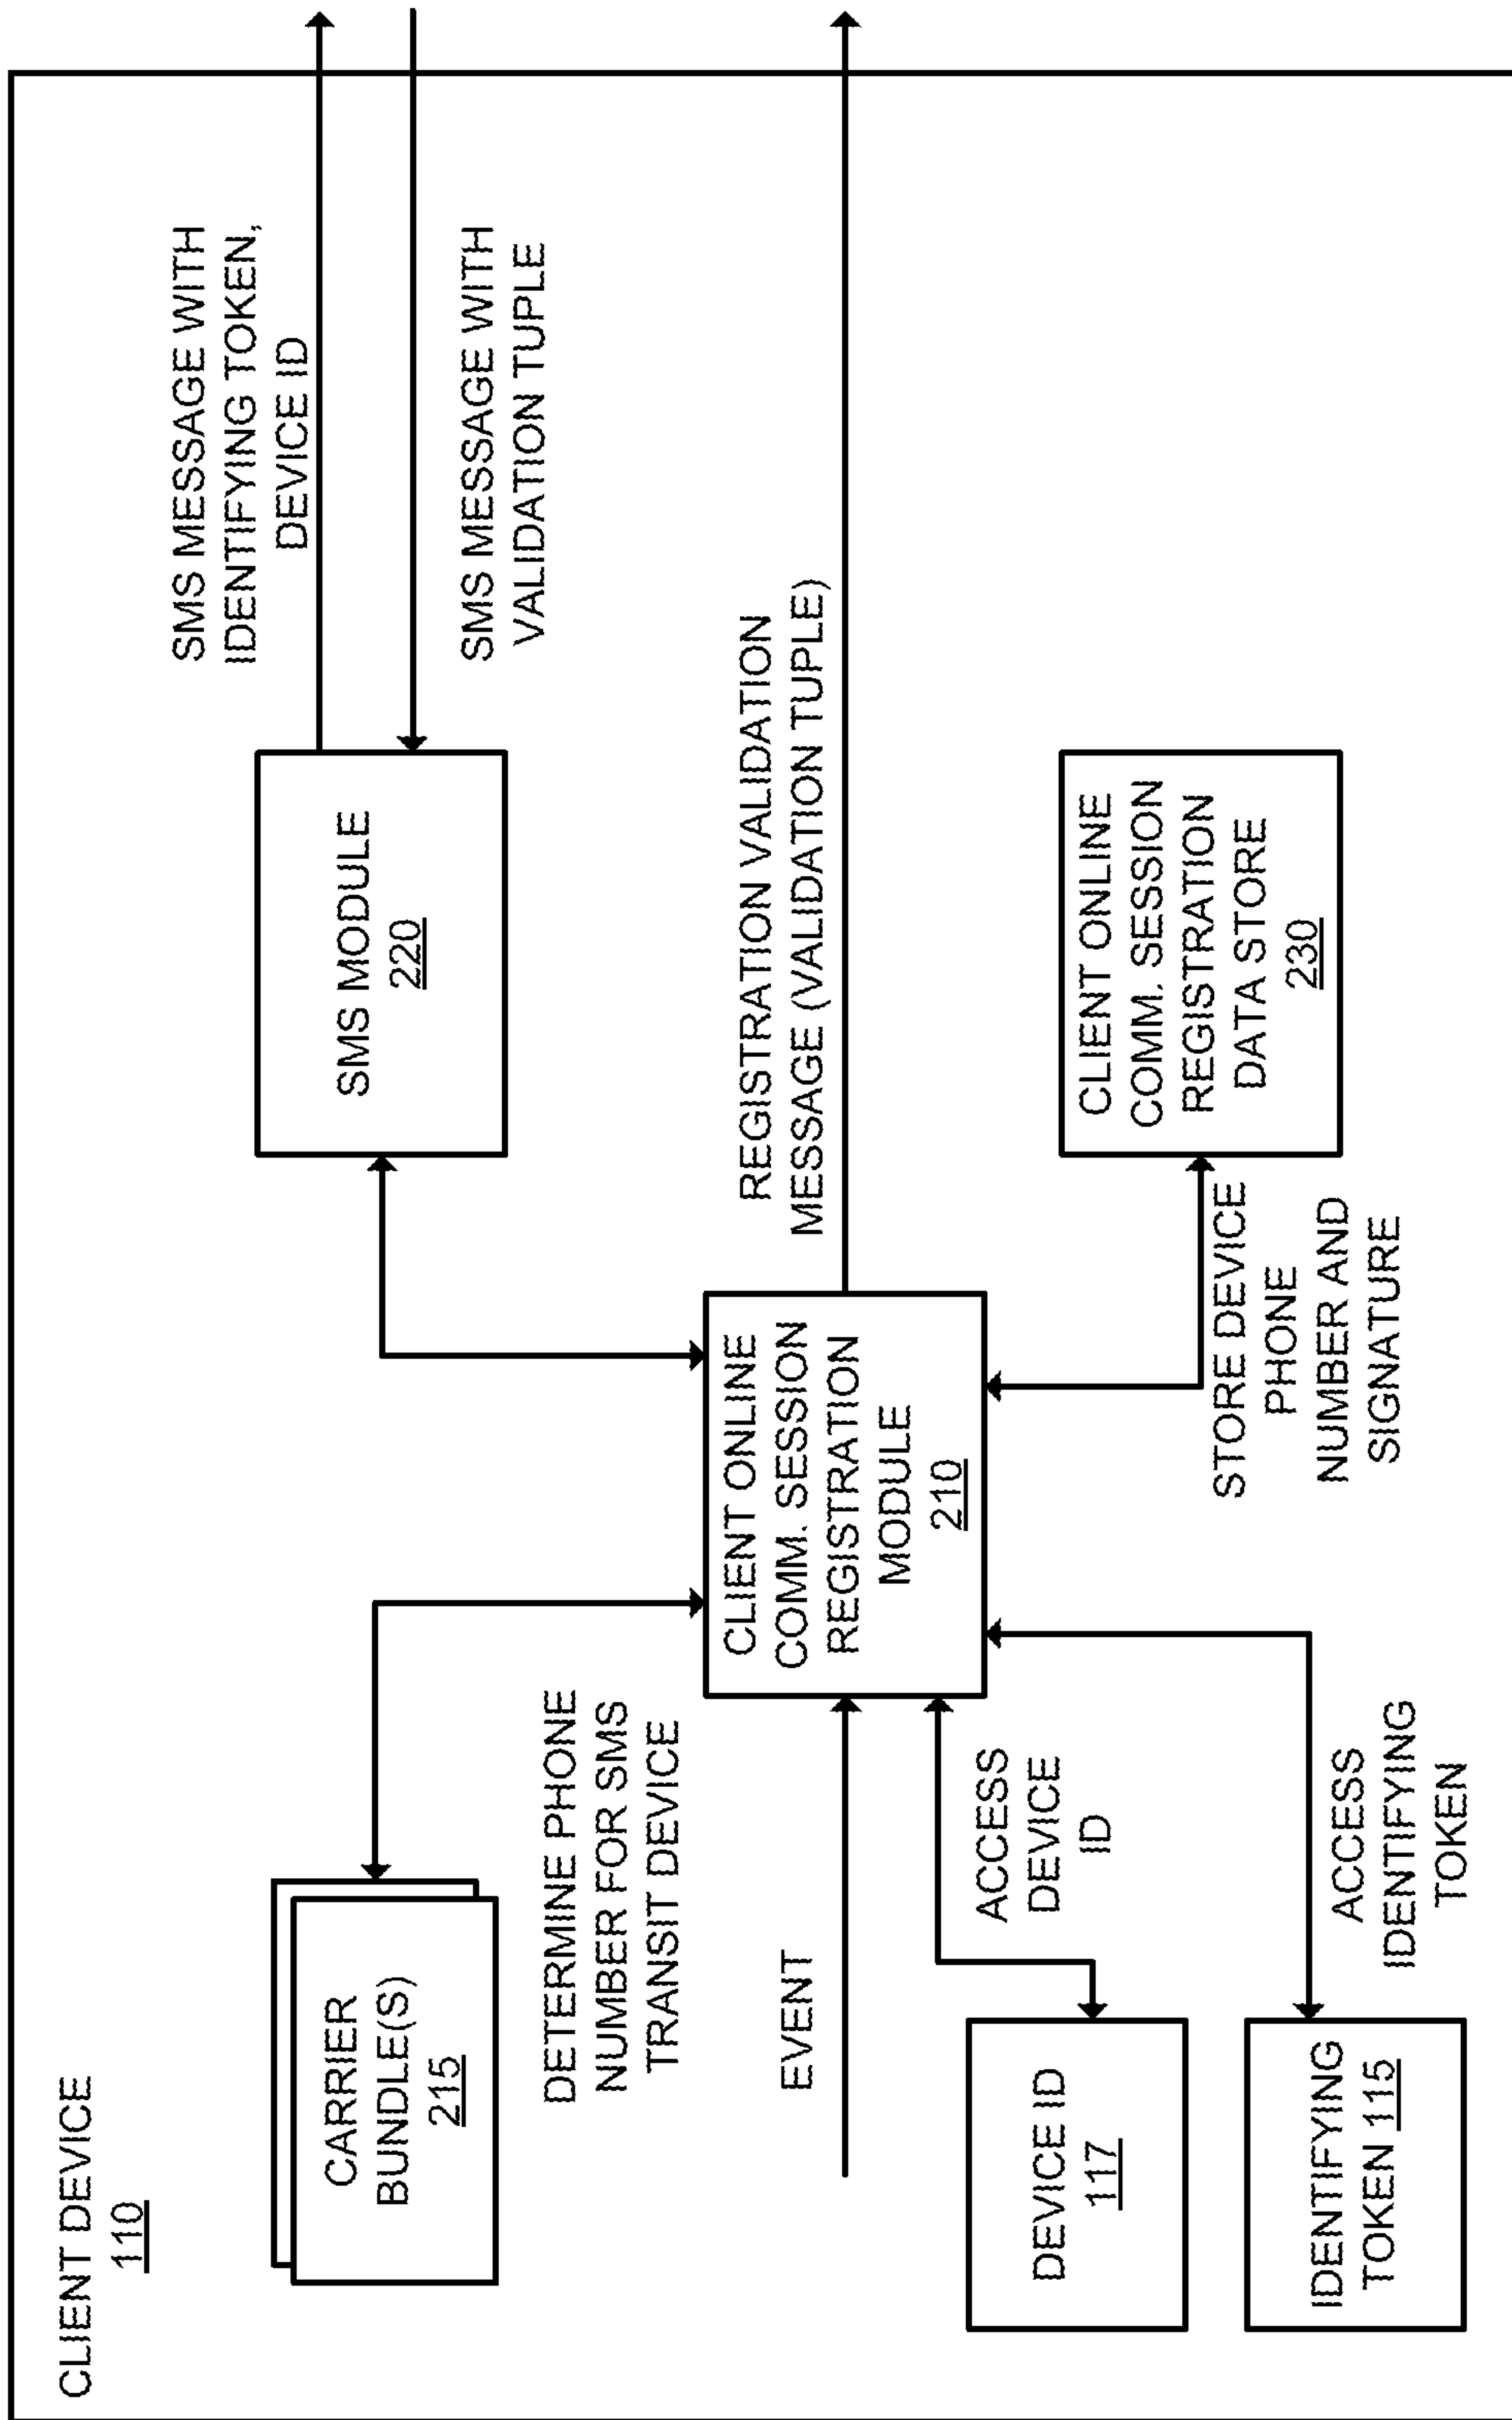 CLIENT DEVICE
110
CARRIER
BUNDLE(S)
215
DETERMINE PHONE
NUMBER FOR SMS
TRANSIT DEVICE
SMS MODULE
220
SMS MESSAGE WITH
IDENTIFYING TOKEN,
DEVICE ID
SMS MESSAGE WITH
VALIDATION TUPLE
EVENT
CLIENT ONLINE
COMM. SESSION
REGISTRATION
MODULE
210
REGISTRATION VALIDATION
MESSAGE (VALIDATION TUPLE)
DEVICE ID
117
ACCESS
DEVICE
ID
IDENTIFYING
TOKEN 115
ACCESS
IDENTIFYING
TOKEN
STORE DEVICE
PHONE
NUMBER AND
SIGNATURE
CLIENT ONLINE
COMM. SESSION
REGISTRATION
DATA STORE
230